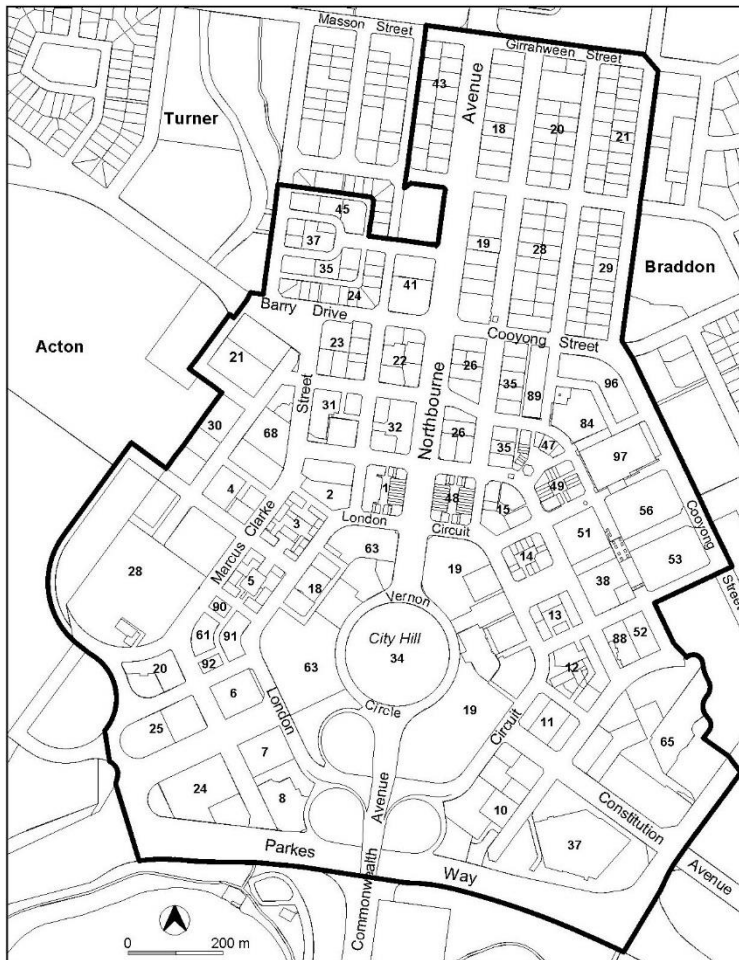 Masson Street
Girrahween Street
43
Avenue
Turner
18
20
21
45
37
19
28
29
Braddon
35
24
41
Barry Drive
Cooyong Street
Acton
21
23
22
26
35
89
96
Street
Northbourne
30
68
31
32
26
35
47
84
97
4
2
1
48
15
49
56
Cooyong
Street
Marcus Clarke
3
London Circuit
51
53
63
19
14
38
28
5
18
Vernon
90
13
88
52
61
91
City Hill
34
92
12
20
6
63
19
11
65
London
Circle
Circuit
25
7
24
8
Avenue
10
37
Constitution
Avenue
Parkes Way
Commonwealth
0 200 m